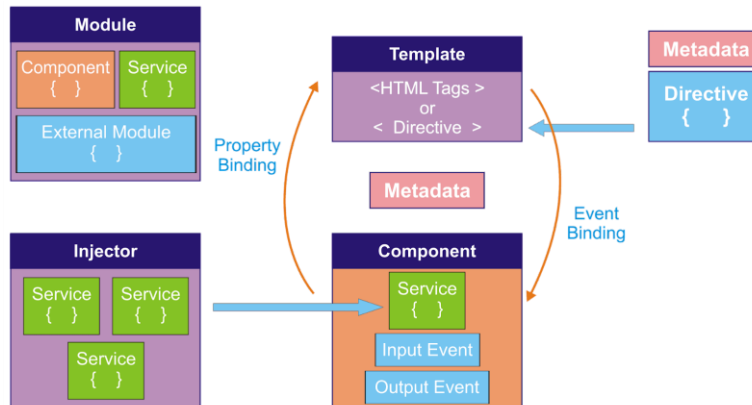 Module
Component
{ }
Service
{ }
External Module
{ }
Template
<HTML Tags >
or
< Directive >
Metadata
Directive
{ }
Property
Binding
Metadata
Event
Binding
Injector
Service
{ }
Service
{ }
Service
{ }
Component
Service
{ }
Input Event
Output Event